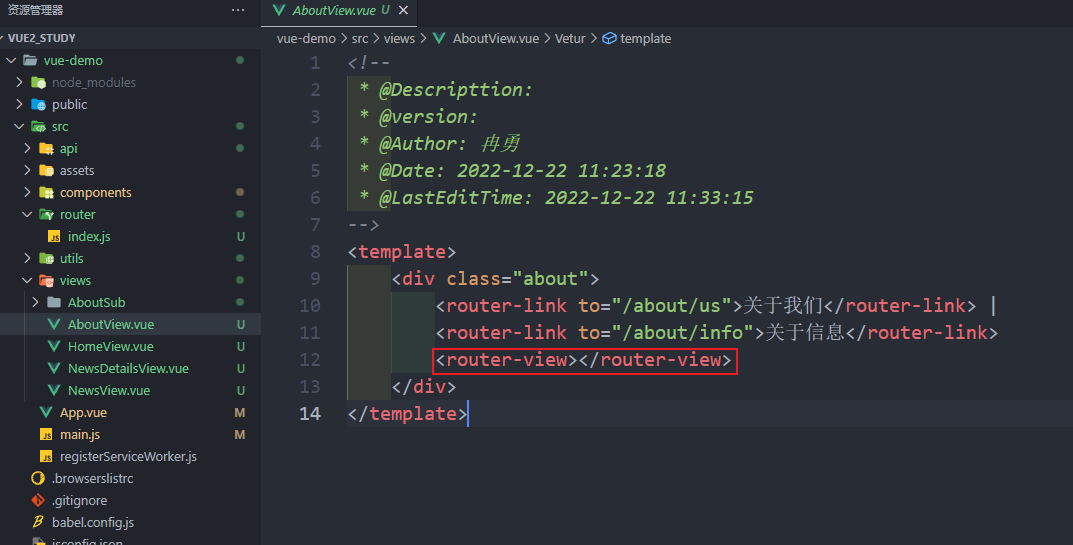 资源管理器 ···
VUE2_STUDY
vue-demo
node_modules
public
src
api
assets
components
router
index.js U
utils
views
AboutSub
AboutView.vue U
HomeView.vue U
NewsDetailsView.vue U
NewsView.vue U
App.vue M
main.js M
registerServiceWorker.js
.browserslistrc
.gitignore
babel.config.js
jsconfig.json
AboutView.vue U ×
vue-demo > src > views > AboutView.vue > Vetur > template
1 <!--
2 * @Descripttion:
3 * @version:
4 * @Author: 冉勇
5 * @Date: 2022-12-22 11:23:18
6 * @LastEditTime: 2022-12-22 11:33:15
7 -->
8 <template>
9 <div class="about">
10 <router-link to="/about/us">关于我们</router-link> |
11 <router-link to="/about/info">关于信息</router-link>
12 <router-view></router-view>
13 </div>
14 </template>